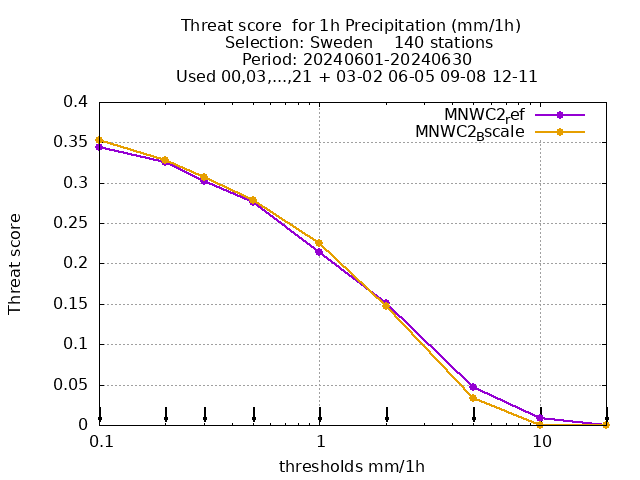 Threat score  for 1h Precipitation (mm/1h)
Selection: Sweden    140 stations
Period: 20240601-20240630
Used 00,03,...,21 + 03-02 06-05 09-08 12-11
MNWC2ref
MNWC2Bscale
0.4
0.35
0.3
0.25
0.2
0.15
0.1
0.05
0
Threat score
0.1 1 10
thresholds mm/1h